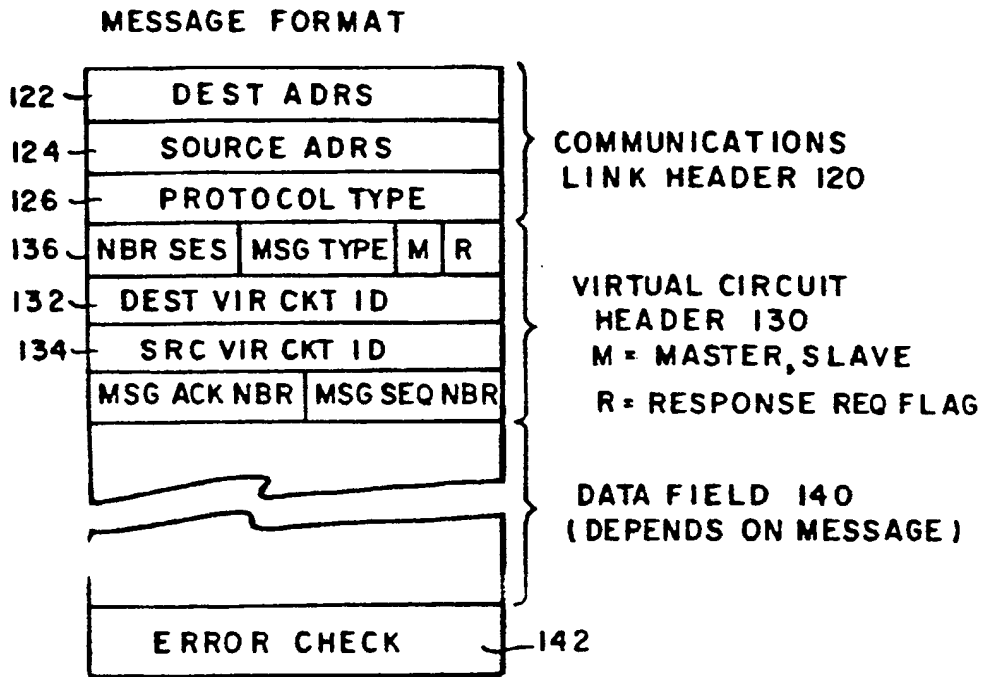 MESSAGE FORMAT
122 DEST ADRS
124 SOURCE ADRS
126 PROTOCOL TYPE
COMMUNICATIONS
LINK HEADER 120
136 NBR SES MSG TYPE M R
132 DEST VIR CKT ID
134 SRC VIR CKT ID
MSG ACK NBR MSG SEQ NBR
VIRTUAL CIRCUIT
HEADER 130
M = MASTER, SLAVE
R = RESPONSE REQ FLAG
DATA FIELD 140
(DEPENDS ON MESSAGE)
ERROR CHECK 142